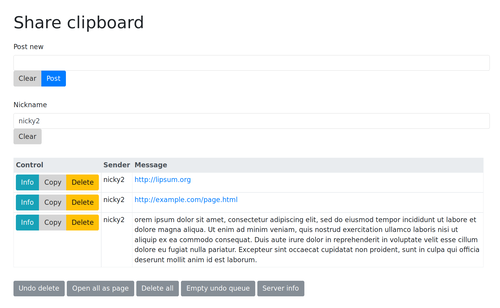 Share clipboard
Post new
Clear Post
Nickname
nicky2
Clear
Control Sender Message
Info Copy Delete nicky2 http://lipsum.org
Info Copy Delete nicky2 http://example.com/page.html
Info Copy Delete nicky2 orem ipsum dolor sit amet, consectetur adipiscing elit, sed do eiusmod tempor incididunt ut labore et
dolore magna aliqua. Ut enim ad minim veniam, quis nostrud exercitation ullamco laboris nisi ut
aliquip ex ea commodo consequat. Duis aute irure dolor in reprehenderit in voluptate velit esse cillum
dolore eu fugiat nulla pariatur. Excepteur sint occaecat cupidatat non proident, sunt in culpa qui officia
deserunt mollit anim id est laborum.
Undo delete Open all as page Delete all Empty undo queue Server info